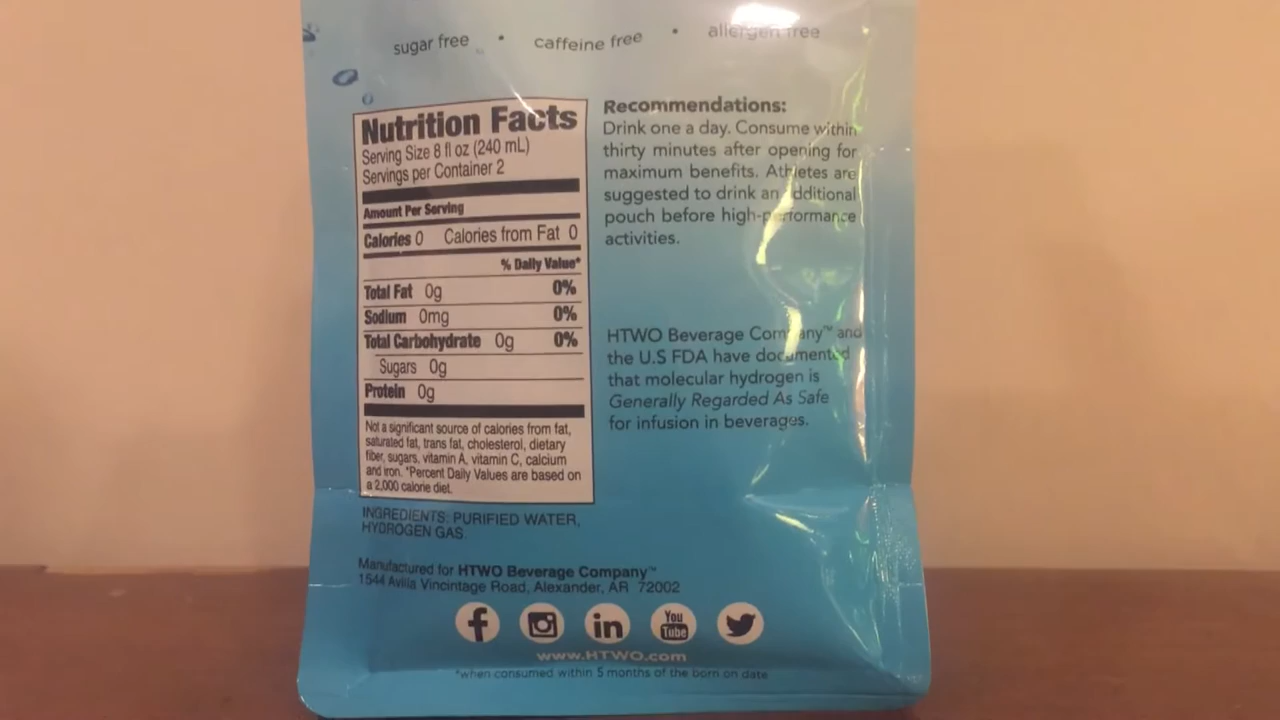 sugar free • caffeine free • allergen free
Nutrition Facts
Serving Size 8 fl oz (240 mL)
Servings per Container 2
Amount Per Serving
Calories 0 Calories from Fat 0
% Daily Value*
Total Fat 0g 0%
Sodium 0mg 0%
Total Carbohydrate 0g 0%
Sugars 0g
Protein 0g
Not a significant source of calories from fat,
saturated fat, trans fat, cholesterol, dietary
fiber, sugars, vitamin A, vitamin C, calcium
and iron. *Percent Daily Values are based on
a 2,000 calorie diet.
INGREDIENTS: PURIFIED WATER,
HYDROGEN GAS.
Recommendations:
Drink one a day. Consume within
thirty minutes after opening for
maximum benefits. Athletes are
suggested to drink an additional
pouch before high-performance
activities.
HTWO Beverage Company™ and
the U.S FDA have documented
that molecular hydrogen is
Generally Regarded As Safe
for infusion in beverages.
Manufactured for HTWO Beverage Company™
1544 Avilla Vincintage Road, Alexander, AR 72002
f in You Tube
www.HTWO.com
*when consumed within 5 months of the born on date